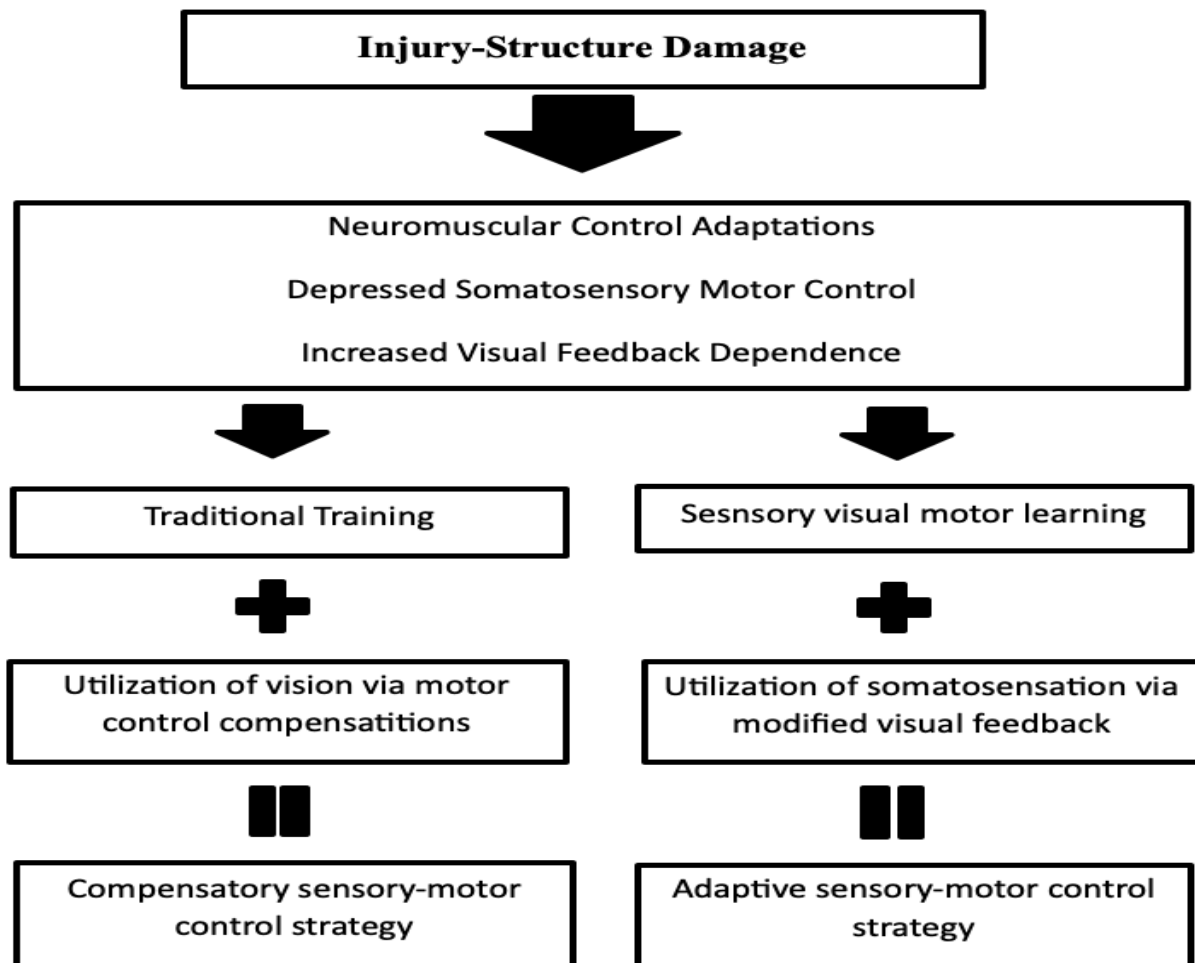 Injury-Structure Damage
Neuromuscular Control Adaptations
Depressed Somatosensory Motor Control
Increased Visual Feedback Dependence
Traditional Training
Sesnsory visual motor learning
Utilization of vision via motor
control compensatitions
Utilization of somatosensation via
modified visual feedback
Compensatory sensory-motor
control strategy
Adaptive sensory-motor control
strategy